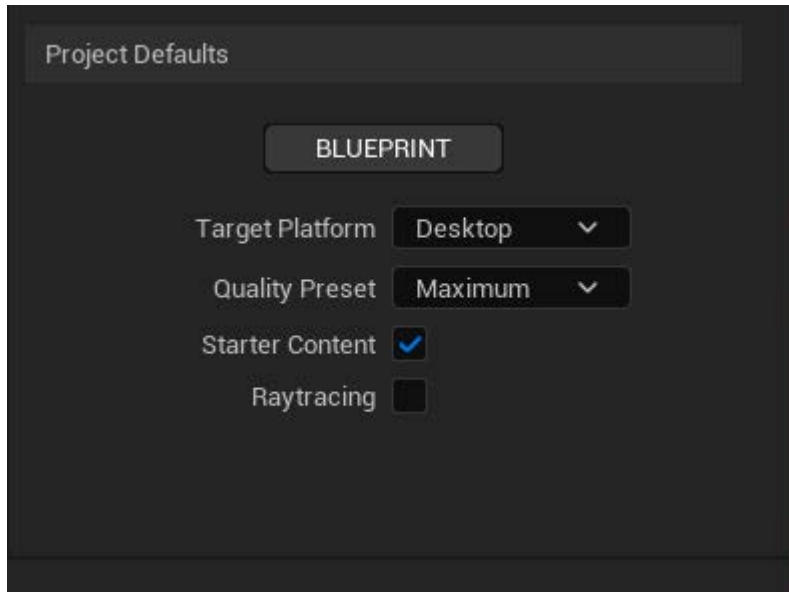 Project Defaults
BLUEPRINT
Target Platform Desktop
Quality Preset Maximum
Starter Content
Raytracing